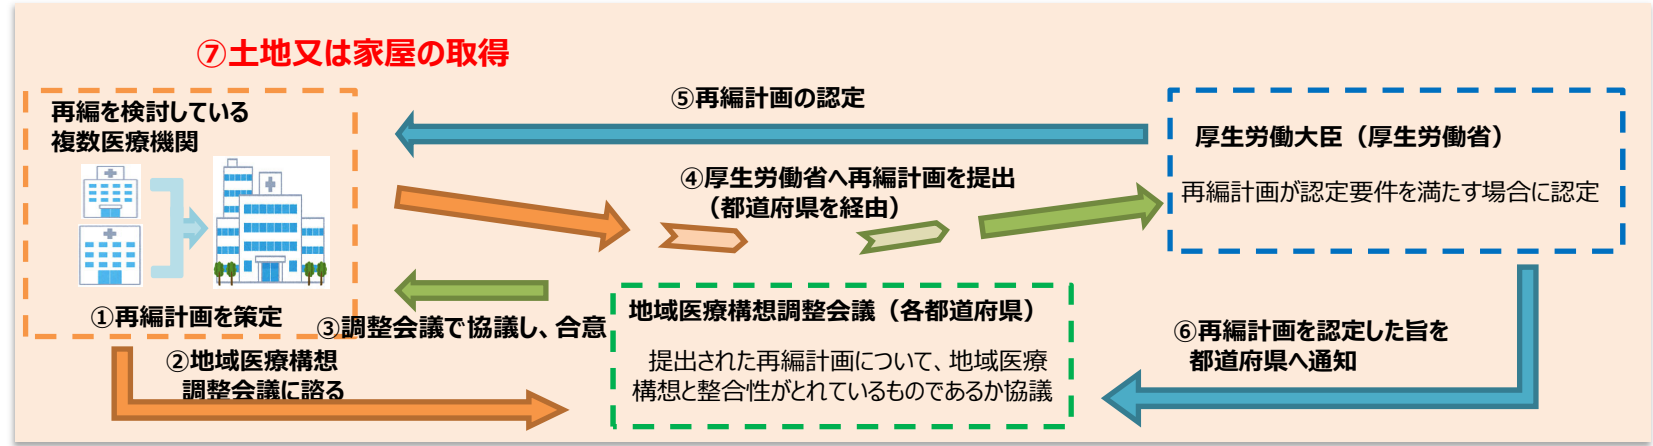 ⑦土地又は家屋の取得
再編を検討している
複数医療機関
①再編計画を策定
②地域医療構想
調整会議に諮る
③調整会議で協議し、合意
④厚生労働省へ再編計画を提出
（都道府県を経由）
⑤再編計画の認定
厚生労働大臣（厚生労働省）
再編計画が認定要件を満たす場合に認定
地域医療構想調整会議（各都道府県）
提出された再編計画について、地域医療
構想と整合性がとれているものであるか協議
⑥再編計画を認定した旨を
都道府県へ通知